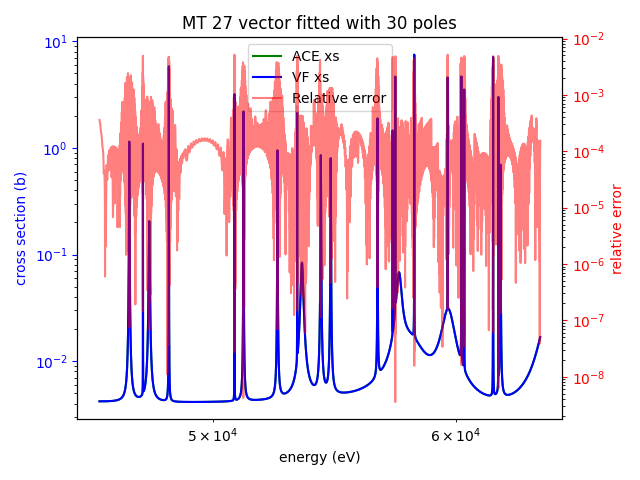 MT 27 vector fitted with 30 poles
ACE xs
VF xs
Relative error
cross section (b)
10^1
10^0
10^-1
10^-2
relative error
10^-2
10^-3
10^-4
10^-5
10^-6
10^-7
10^-8
5 × 10^4
6 × 10^4
energy (eV)